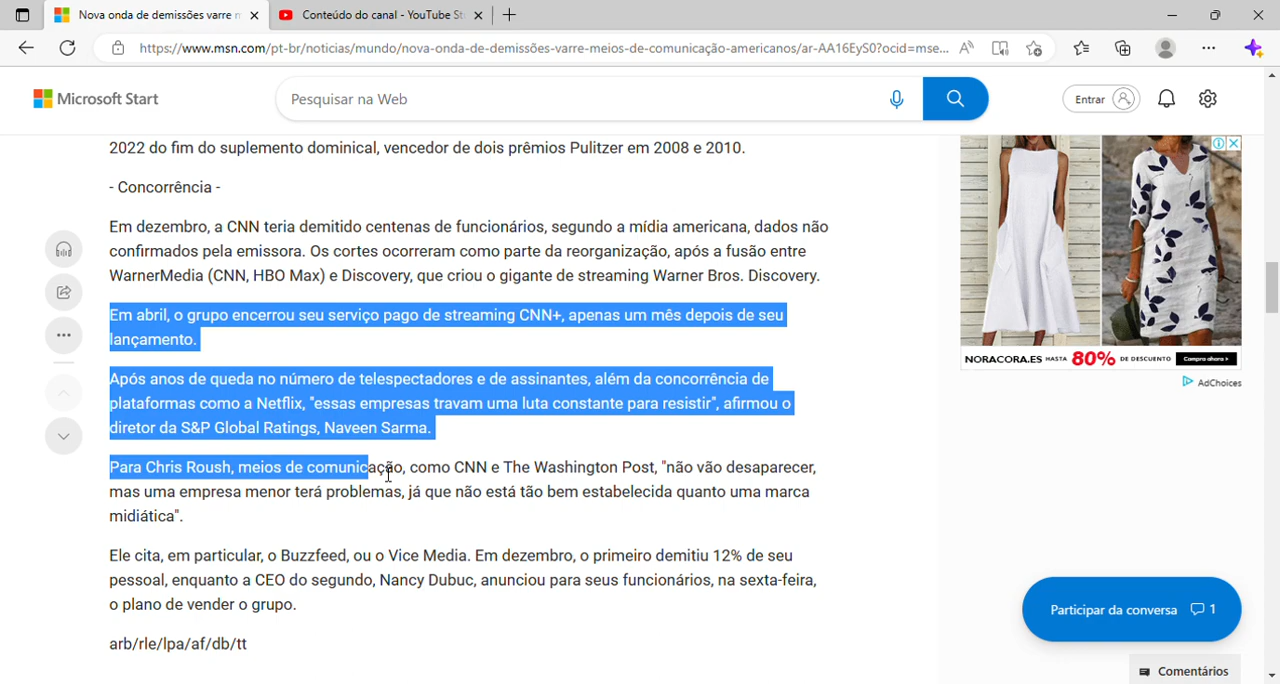 Nova onda de demissões varre n
Conteúdo do canal - YouTube St
https://www.msn.com/pt-br/noticias/mundo/nova-onda-de-demissões-varre-meios-de-comunicação-americanos/ar-AA16EyS0?ocid=mse...
Microsoft Start
Pesquisar na Web
Entrar
2022 do fim do suplemento dominical, vencedor de dois prêmios Pulitzer em 2008 e 2010.
- Concorrência -
Em dezembro, a CNN teria demitido centenas de funcionários, segundo a mídia americana, dados não
confirmados pela emissora. Os cortes ocorreram como parte da reorganização, após a fusão entre
WarnerMedia (CNN, HBO Max) e Discovery, que criou o gigante de streaming Warner Bros. Discovery.
Em abril, o grupo encerrou seu serviço pago de streaming CNN+, apenas um mês depois de seu
lançamento.
Após anos de queda no número de telespectadores e de assinantes, além da concorrência de
plataformas como a Netflix, "essas empresas travam uma luta constante para resistir", afirmou o
diretor da S&P Global Ratings, Naveen Sarma.
Para Chris Roush, meios de comunicação, como CNN e The Washington Post, "não vão desaparecer,
mas uma empresa menor terá problemas, já que não está tão bem estabelecida quanto uma marca
midiática".
Ele cita, em particular, o Buzzfeed, ou o Vice Media. Em dezembro, o primeiro demitiu 12% de seu
pessoal, enquanto a CEO do segundo, Nancy Dubuc, anunciou para seus funcionários, na sexta-feira,
o plano de vender o grupo.
arb/rle/lpa/af/db/tt
NORACORA.ES HASTA 80% DE DESCUENTO Compra ahora >
AdChoices
Participar da conversa 1
Comentários